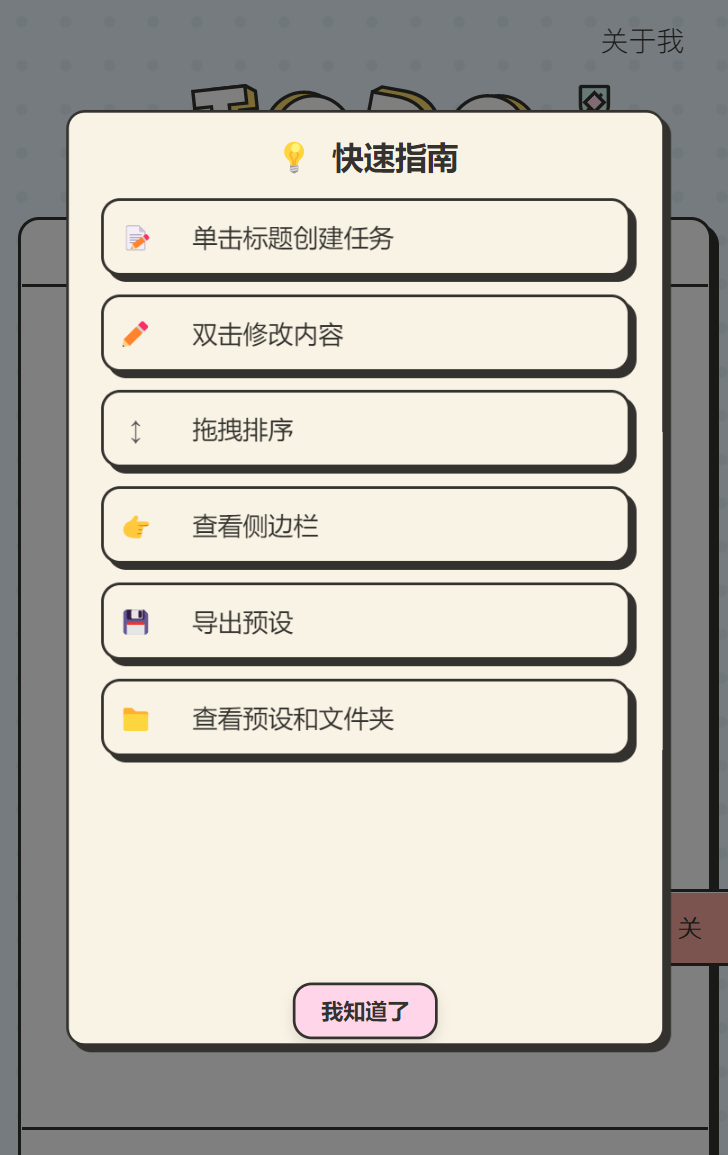 关于我
快速指南
单击标题创建任务
双击修改内容
拖拽排序
查看侧边栏
导出预设
查看预设和文件夹
关
我知道了